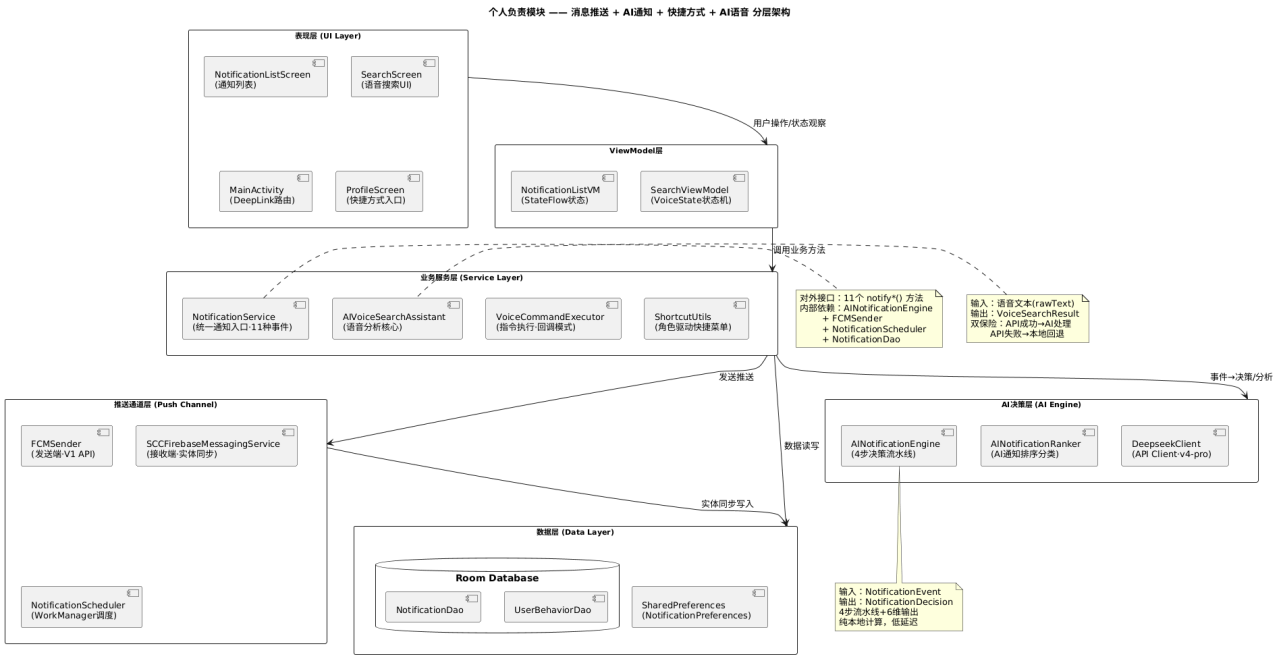 个人负责模块 —— 消息推送 + AI通知 + 快捷方式 + AI语音 分层架构
表现层 (UI Layer)
NotificationListScreen
(通知列表)
SearchScreen
(语音搜索UI)
MainActivity
(DeepLink路由)
ProfileScreen
(快捷方式入口)
用户操作/状态观察
ViewModel层
NotificationListVM
(StateFlow状态)
SearchViewModel
(VoiceState状态机)
调用业务方法
业务服务层 (Service Layer)
NotificationService
(统一通知入口·11种事件)
AIVoiceSearchAssistant
(语音分析核心)
VoiceCommandExecutor
(指令执行·回调模式)
ShortcutUtils
(角色驱动快捷菜单)
对外接口：11个 notify*() 方法
内部依赖：AINotificationEngine
+ FCMSender
+ NotificationScheduler
+ NotificationDao
输入：语音文本(rawText)
输出：VoiceSearchResult
双保险：API成功→AI处理
API失败→本地回退
发送推送
事件→决策/分析
数据读写
推送通道层 (Push Channel)
FCMSender
(发送端·V1 API)
SCCFirebaseMessagingService
(接收端·实体同步)
NotificationScheduler
(WorkManager调度)
AI决策层 (AI Engine)
AINotificationEngine
(4步决策流水线)
AINotificationRanker
(AI通知排序分类)
DeepseekClient
(API Client·v4-pro)
实体同步写入
数据层 (Data Layer)
Room Database
NotificationDao
UserBehaviorDao
SharedPreferences
(NotificationPreferences)
输入：NotificationEvent
输出：NotificationDecision
4步流水线+6维输出
纯本地计算，低延迟